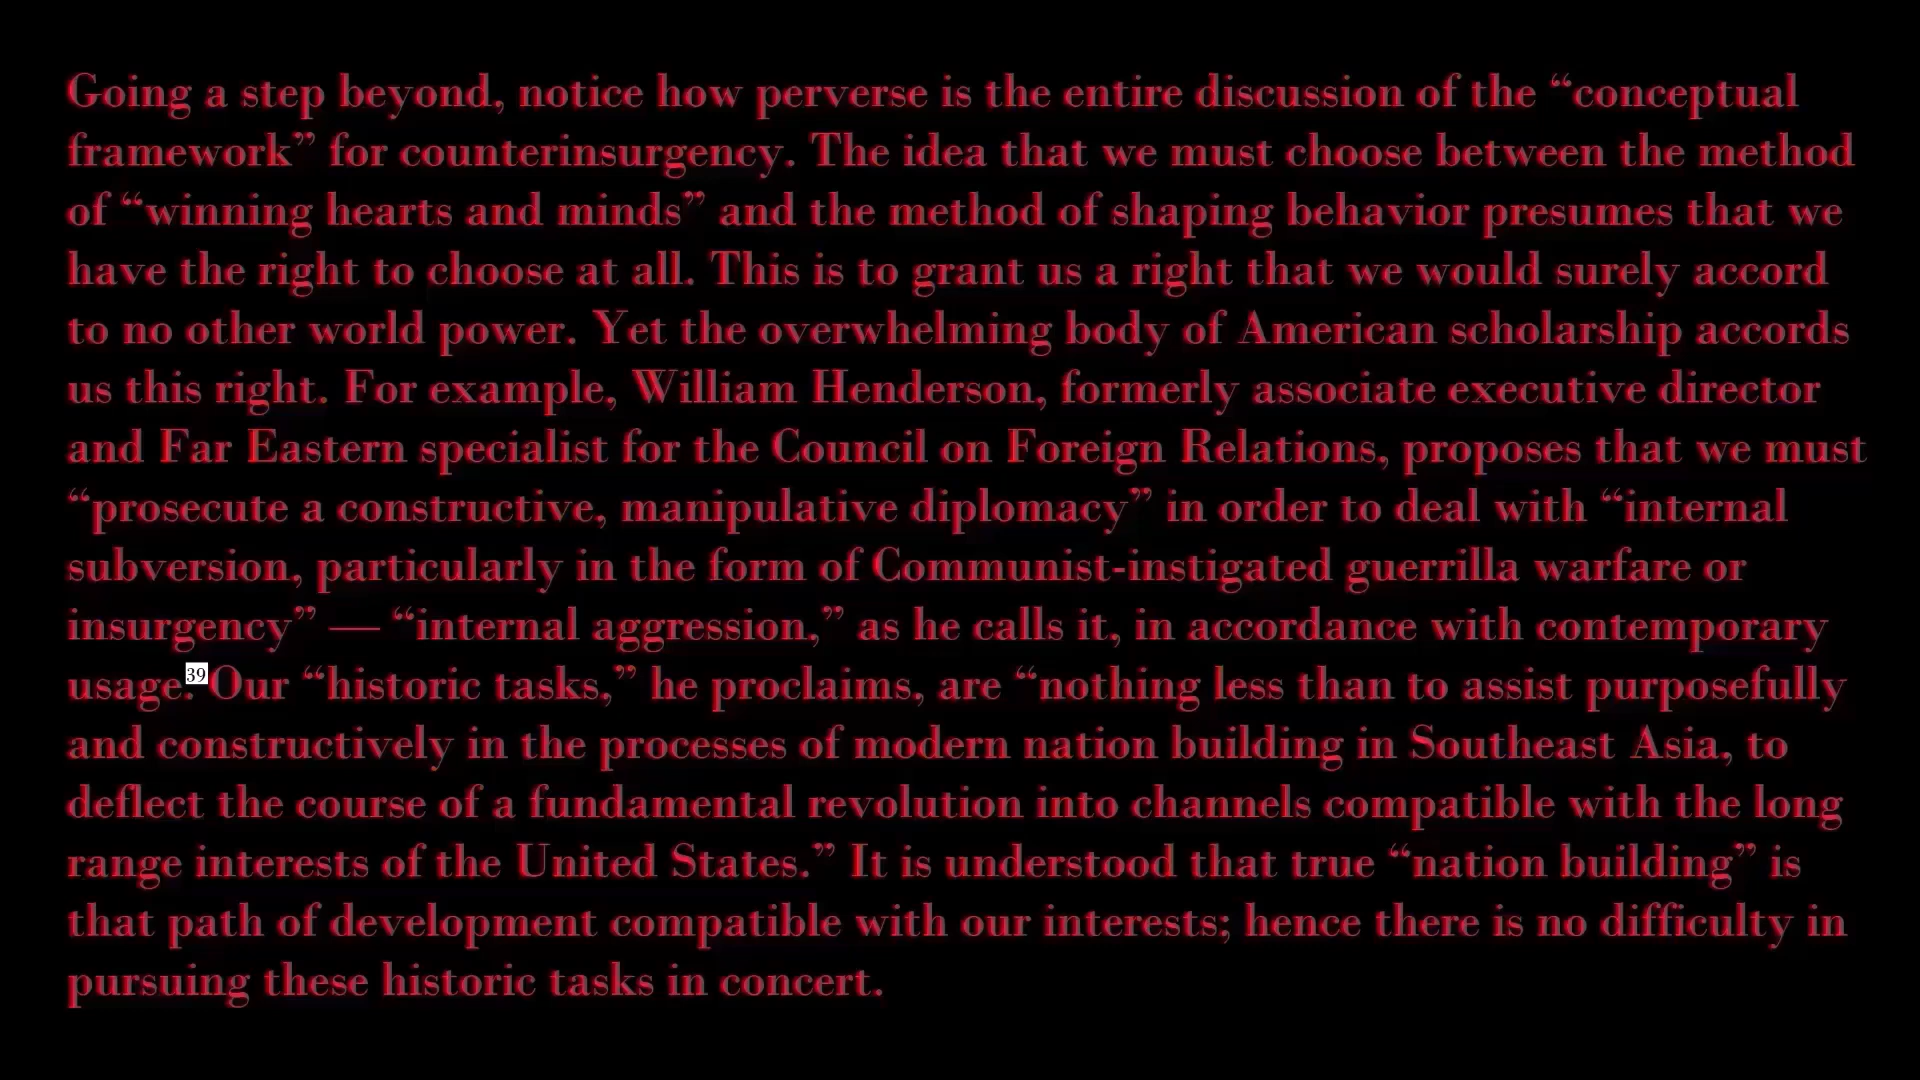 Going a step beyond, notice how perverse is the entire discussion of the “conceptual
framework” for counterinsurgency. The idea that we must choose between the method
of “winning hearts and minds” and the method of shaping behavior presumes that we
have the right to choose at all. This is to grant us a right that we would surely accord
to no other world power. Yet the overwhelming body of American scholarship accords
us this right. For example, William Henderson, formerly associate executive director
and Far Eastern specialist for the Council on Foreign Relations, proposes that we must
“prosecute a constructive, manipulative diplomacy” in order to deal with “internal
subversion, particularly in the form of Communist-instigated guerrilla warfare or
insurgency” — “internal aggression,” as he calls it, in accordance with contemporary
usage.39 Our “historic tasks,” he proclaims, are “nothing less than to assist purposefully
and constructively in the processes of modern nation building in Southeast Asia, to
deflect the course of a fundamental revolution into channels compatible with the long
range interests of the United States.” It is understood that true “nation building” is
that path of development compatible with our interests; hence there is no difficulty in
pursuing these historic tasks in concert.